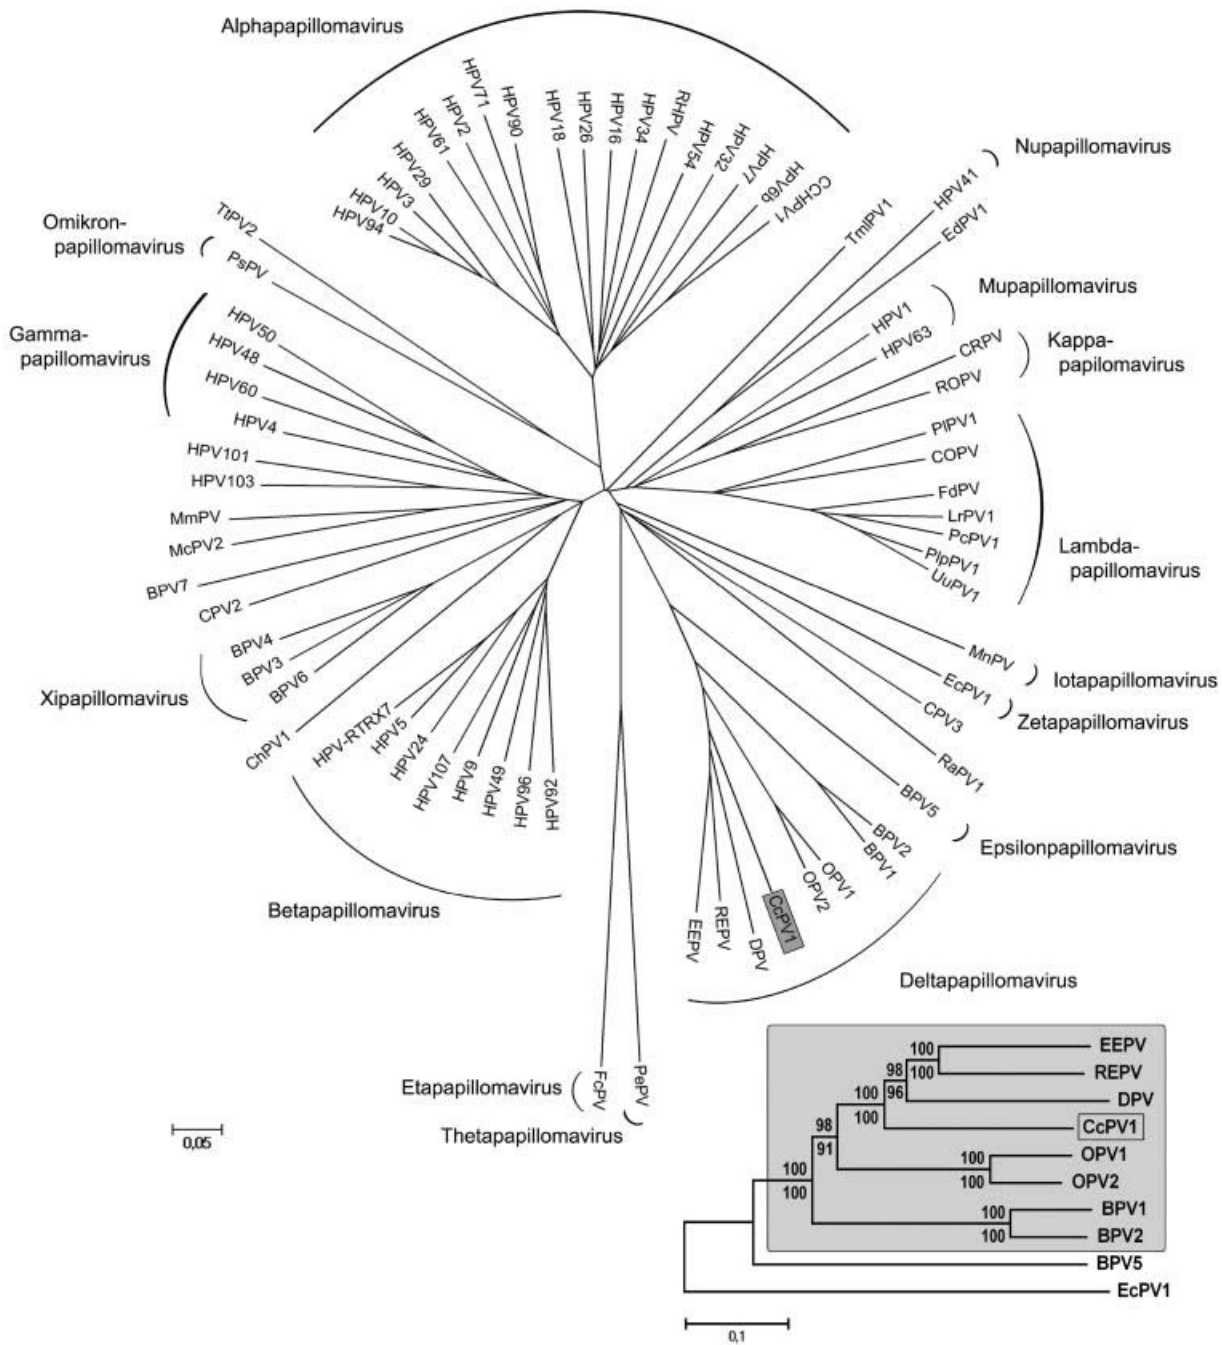 Alphapapillomavirus
HPV94
HPV10
HPV3
HPV29
HPV61
HPV2
HPV71
HPV90
HPV18
HPV26
HPV16
HPV34
RHPV
HPV54
HPV32
HPV7
HPV6b
CCHPV1
TmlPV1
HPV41
EdPV1
Nupapillomavirus
HPV1
HPV63
Mupapillomavirus
CRPV
ROPV
Kappa-
papilomavirus
PlPV1
COPV
FdPV
LrPV1
PcPV1
PlpPV1
UuPV1
Lambda-
papillomavirus
MnPV
Iotapapillomavirus
EcPV1
Zetapapillomavirus
CPV3
RaPV1
BPV5
Epsilonpapillomavirus
BPV2
BPV1
OPV1
OPV2
CcPV1
DPV
REPV
EEPV
Deltapapillomavirus
PePV
Thetapapillomavirus
FcPV
Etapapillomavirus
HPV92
HPV96
HPV49
HPV9
HPV107
HPV24
HPV5
HPV-RTRX7
Betapapillomavirus
ChPV1
BPV6
BPV3
BPV4
Xipapillomavirus
CPV2
BPV7
McPV2
MmPV
HPV103
HPV101
HPV4
HPV60
HPV48
HPV50
Gamma-
papillomavirus
PsPV
Omikron-
papillomavirus
TtPV2
0,05
100
100
EEPV
REPV
98
96
DPV
100
100
CcPV1
98
91
100
100
OPV1
OPV2
100
100
100
100
BPV1
BPV2
BPV5
EcPV1
0,1